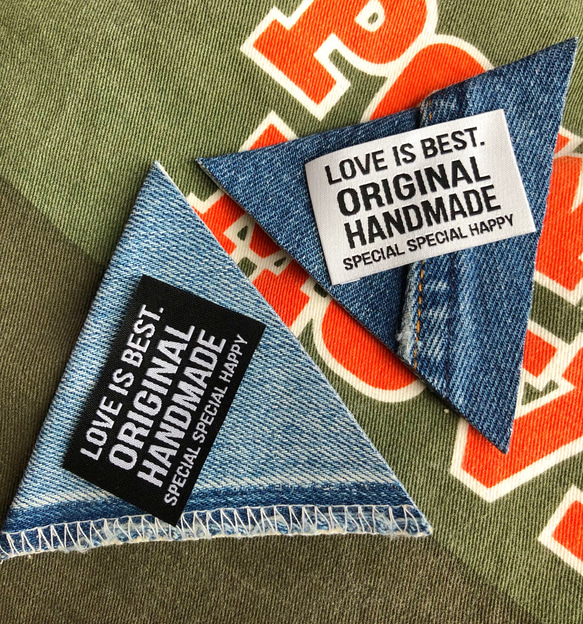 LOVE IS BEST.
ORIGINAL
HANDMADE
SPECIAL SPECIAL HAPPY
LOVE IS BEST.
ORIGINAL
HANDMADE
SPECIAL SPECIAL HAPPY